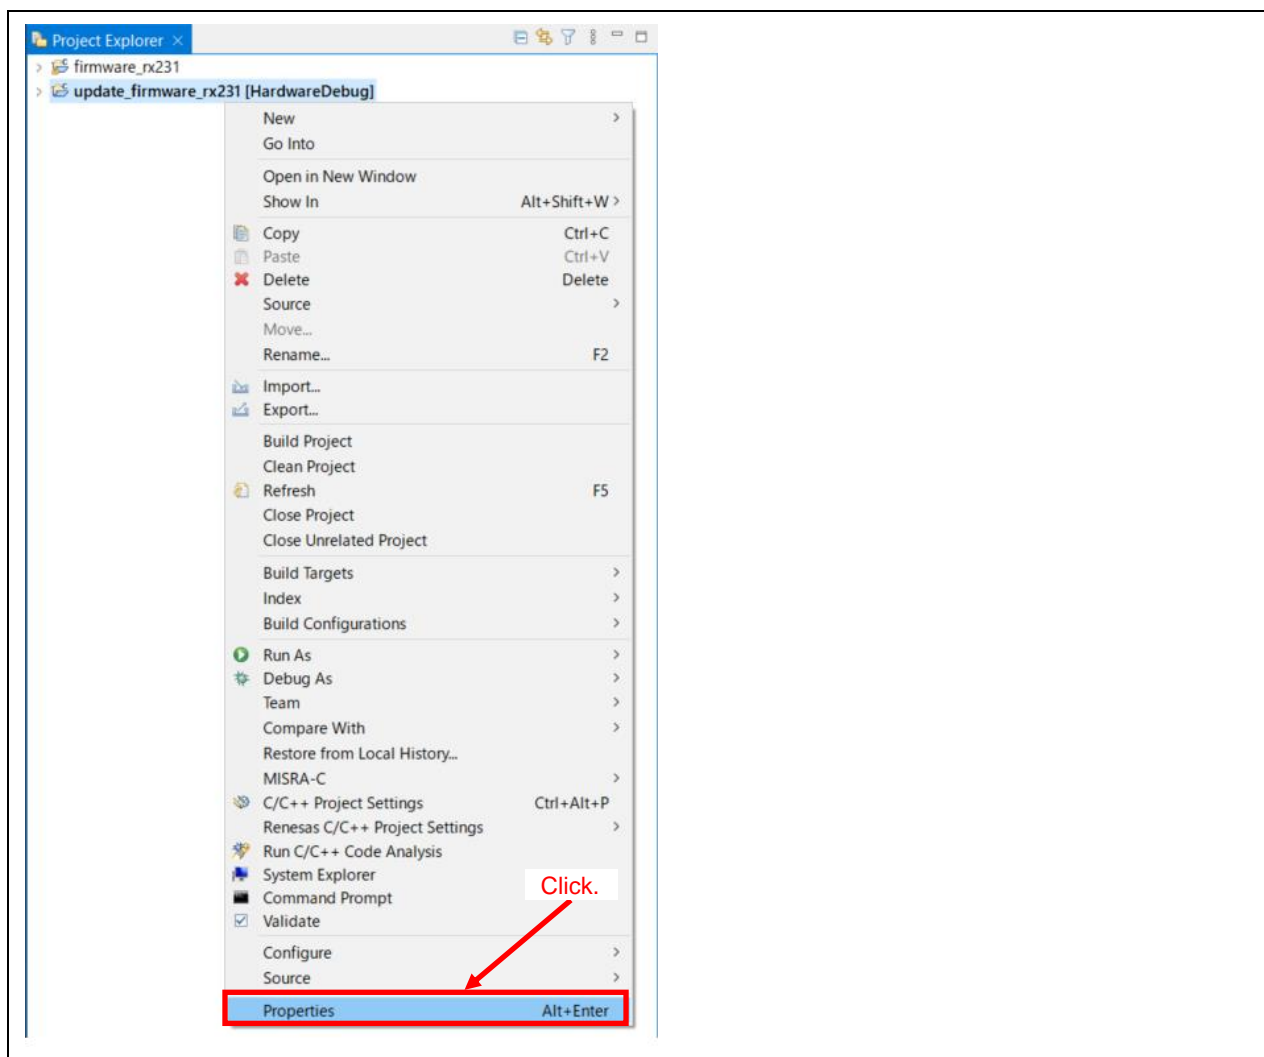 Project Explorer
firmware_rx231
update_firmware_rx231 [HardwareDebug]
New
Go Into
Open in New Window
Show In Alt+Shift+W
Copy Ctrl+C
Paste Ctrl+V
Delete Delete
Source
Move...
Rename... F2
Import...
Export...
Build Project
Clean Project
Refresh F5
Close Project
Close Unrelated Project
Build Targets
Index
Build Configurations
Run As
Debug As
Team
Compare With
Restore from Local History...
MISRA-C
C/C++ Project Settings Ctrl+Alt+P
Renesas C/C++ Project Settings
Run C/C++ Code Analysis
System Explorer
Click.
Command Prompt
Validate
Configure
Source
Properties Alt+Enter